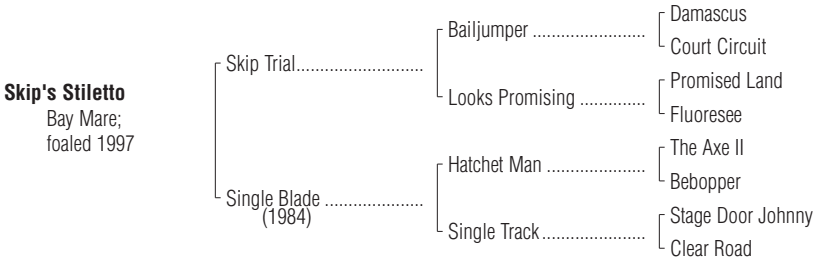 Skip's Stiletto
Bay Mare;
foaled 1997
Skip Trial...........................
Single Blade .....................
(1984)
Bailjumper ........................
Looks Promising ..............
Hatchet Man .....................
Single Track......................
Damascus
Court Circuit
Promised Land
Fluoresee
The Axe II
Bebopper
Stage Door Johnny
Clear Road